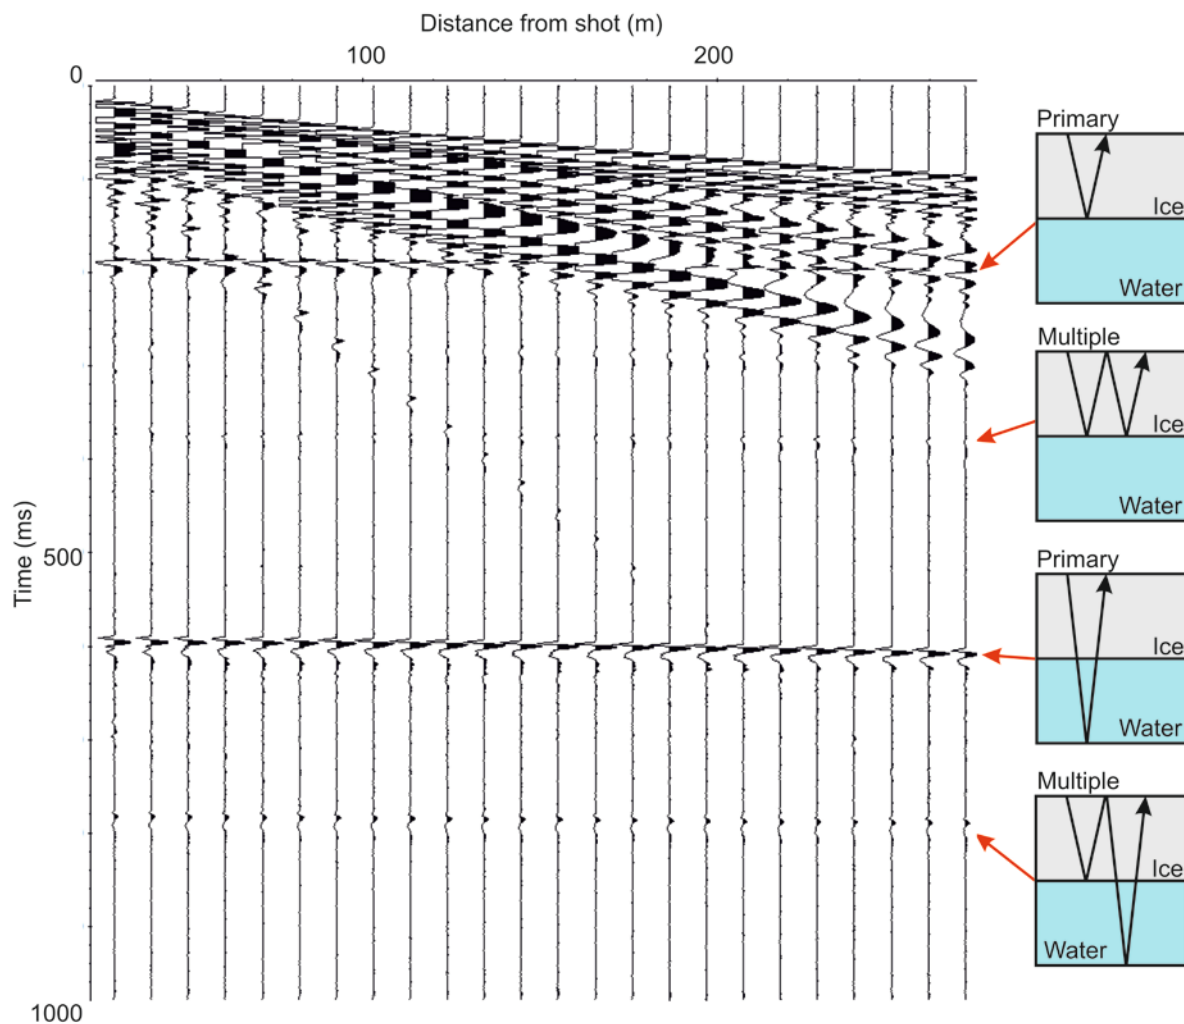 Distance from shot (m)
100
200
0
500
1000
Time (ms)
Primary
Ice
Water
Multiple
Ice
Water
Primary
Ice
Water
Multiple
Ice
Water